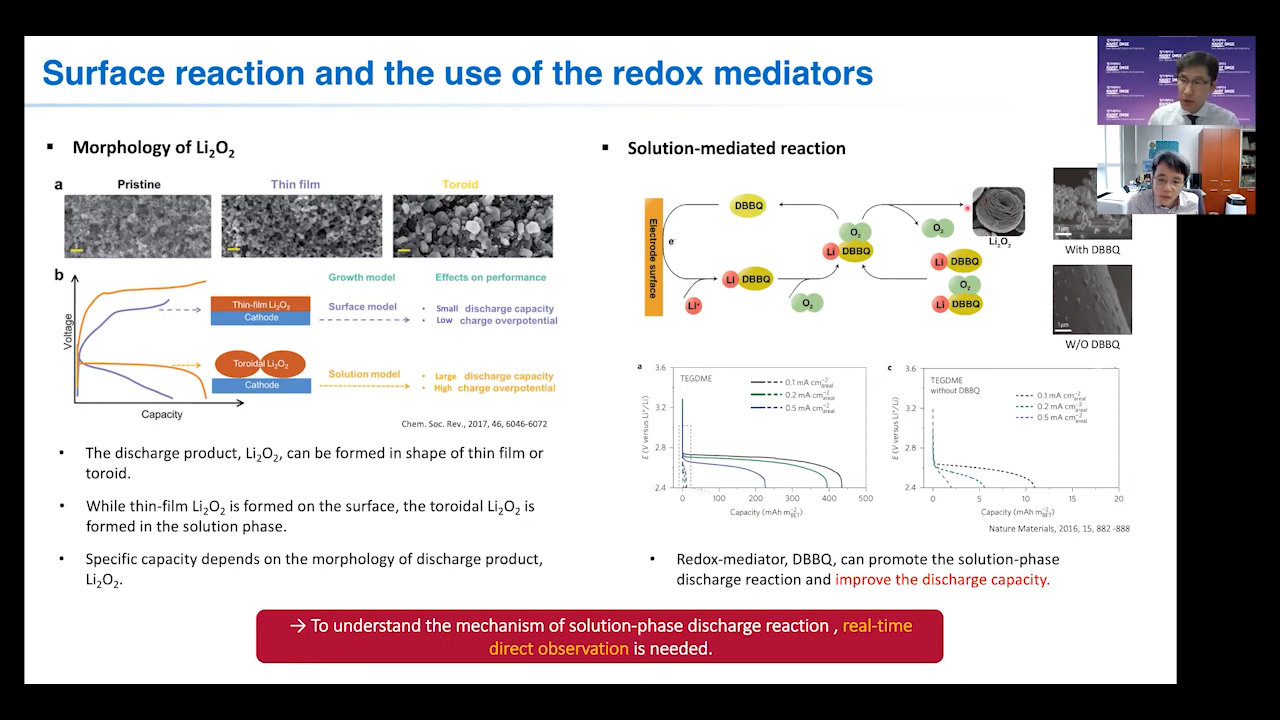 Surface reaction and the use of the redox mediators
▪ Morphology of Li₂O₂
a
Pristine
Thin film
Toroid
b
Voltage
Capacity
Growth model
Effects on performance
Thin-film Li₂O₂
Cathode
Surface model
• Small discharge capacity
• Low charge overpotential
Toroidal Li₂O₂
Cathode
Solution model
• Large discharge capacity
• High charge overpotential
Chem. Soc. Rev., 2017, 46, 6046-6072
• The discharge product, Li₂O₂, can be formed in shape of thin film or
toroid.
• While thin-film Li₂O₂ is formed on the surface, the toroidal Li₂O₂ is
formed in the solution phase.
• Specific capacity depends on the morphology of discharge product,
Li₂O₂.
▪ Solution-mediated reaction
Electrode surface
e⁻
DBBQ
Li⁺
Li DBBQ
O₂
O₂
Li DBBQ
O₂
Li₂O₂
Li DBBQ
O₂
Li DBBQ
1μm
With DBBQ
1μm
W/O DBBQ
a
TEGDME
0.1 mA cm⁻²areal
0.2 mA cm⁻²areal
0.5 mA cm⁻²areal
E (V versus Li⁺/Li)
3.6
3.2
2.8
2.4
0 100 200 300 400 500
Capacity (mAh m⁻²BET)
c
TEGDME
without DBBQ
0.1 mA cm⁻²areal
0.2 mA cm⁻²areal
0.5 mA cm⁻²areal
E (V versus Li⁺/Li)
3.6
3.2
2.8
2.4
0 5 10 15 20
Capacity (mAh m⁻²BET)
Nature Materials, 2016, 15, 882 -888
• Redox-mediator, DBBQ, can promote the solution-phase
discharge reaction and improve the discharge capacity.
→ To understand the mechanism of solution-phase discharge reaction , real-time
direct observation is needed.